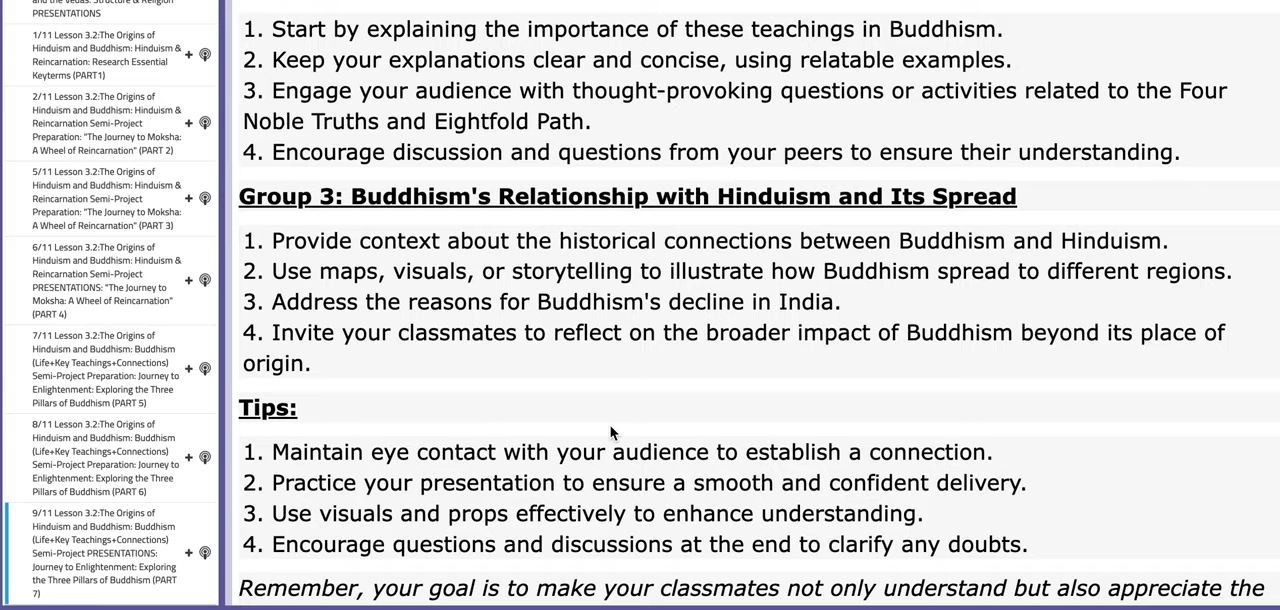 and the Vedas: Structure & Religion
PRESENTATIONS
1/11 Lesson 3.2:The Origins of
Hinduism and Buddhism: Hinduism &
Reincarnation: Research Essential
Keyterms (PART1)
2/11 Lesson 3.2:The Origins of
Hinduism and Buddhism: Hinduism &
Reincarnation Semi-Project
Preparation: "The Journey to Moksha:
A Wheel of Reincarnation" (PART 2)
5/11 Lesson 3.2:The Origins of
Hinduism and Buddhism: Hinduism &
Reincarnation Semi-Project
Preparation: "The Journey to Moksha:
A Wheel of Reincarnation" (PART 3)
6/11 Lesson 3.2:The Origins of
Hinduism and Buddhism: Hinduism &
Reincarnation Semi-Project
PRESENTATIONS: "The Journey to
Moksha: A Wheel of Reincarnation"
(PART 4)
7/11 Lesson 3.2:The Origins of
Hinduism and Buddhism: Buddhism
(Life+Key Teachings+Connections)
Semi-Project Preparation: Journey to
Enlightenment: Exploring the Three
Pillars of Buddhism (PART 5)
8/11 Lesson 3.2:The Origins of
Hinduism and Buddhism: Buddhism
(Life+Key Teachings+Connections)
Semi-Project Preparation: Journey to
Enlightenment: Exploring the Three
Pillars of Buddhism (PART 6)
9/11 Lesson 3.2:The Origins of
Hinduism and Buddhism: Buddhism
(Life+Key Teachings+Connections)
Semi-Project PRESENTATIONS:
Journey to Enlightenment: Exploring
the Three Pillars of Buddhism (PART
7)
1. Start by explaining the importance of these teachings in Buddhism.
2. Keep your explanations clear and concise, using relatable examples.
3. Engage your audience with thought-provoking questions or activities related to the Four
Noble Truths and Eightfold Path.
4. Encourage discussion and questions from your peers to ensure their understanding.
Group 3: Buddhism's Relationship with Hinduism and Its Spread
1. Provide context about the historical connections between Buddhism and Hinduism.
2. Use maps, visuals, or storytelling to illustrate how Buddhism spread to different regions.
3. Address the reasons for Buddhism's decline in India.
4. Invite your classmates to reflect on the broader impact of Buddhism beyond its place of
origin.
Tips:
1. Maintain eye contact with your audience to establish a connection.
2. Practice your presentation to ensure a smooth and confident delivery.
3. Use visuals and props effectively to enhance understanding.
4. Encourage questions and discussions at the end to clarify any doubts.
Remember, your goal is to make your classmates not only understand but also appreciate the